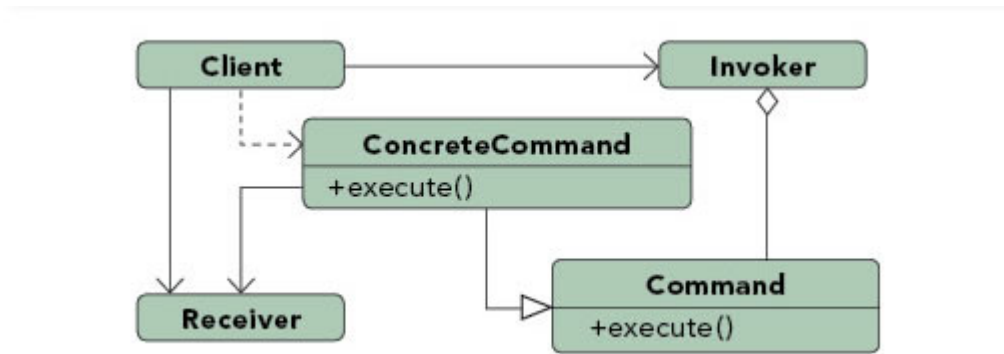 Client
Invoker
ConcreteCommand
+execute()
Command
Receiver
+execute()